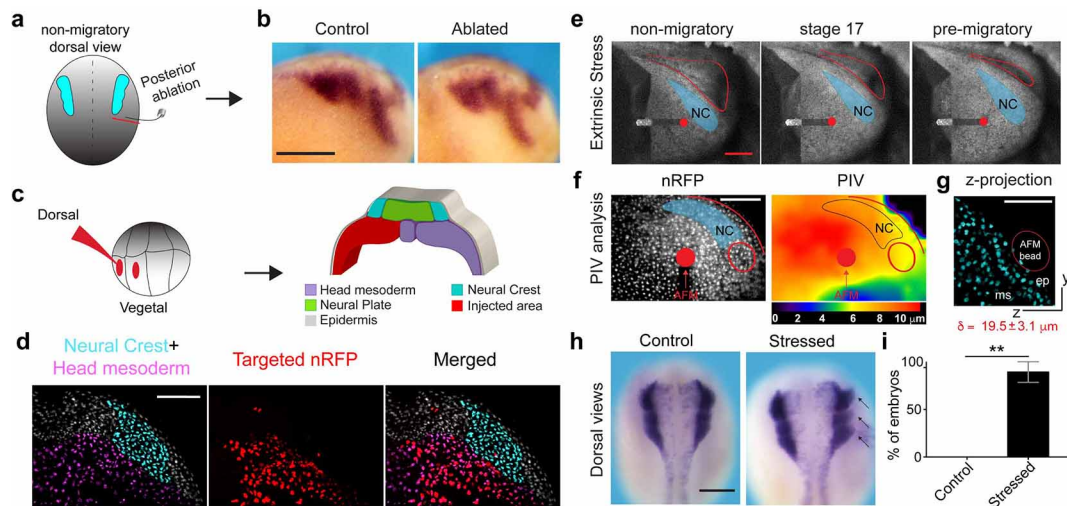 a
non-migratory
dorsal view
Posterior
ablation
b
Control
Ablated
c
Dorsal
Vegetal
Head mesoderm
Neural Plate
Epidermis
Neural Crest
Injected area
d
Neural Crest+
Head mesoderm
Targeted nRFP
Merged
e
Extrinsic Stress
non-migratory
stage 17
pre-migratory
NC
NC
NC
f
PIV analysis
nRFP
PIV
NC
NC
AFM
AFM
0 2 4 6 8 10 μm
g
z-projection
AFM
bead
ep
ms
y
z
δ = 19.5±3.1 μm
h
Dorsal views
Control
Stressed
i
**
% of embryos
100
50
0
Control
Stressed